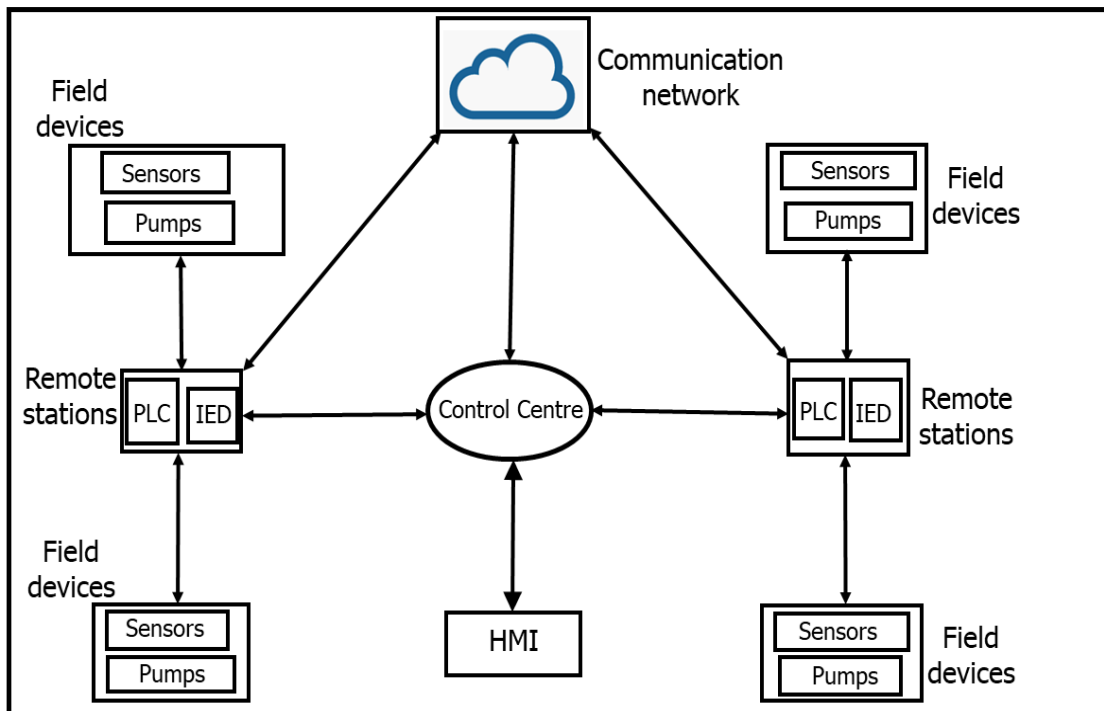 Communication
network
Field
devices
Sensors
Pumps
Sensors
Pumps
Field
devices
Remote
stations
PLC
IED
Control Centre
PLC
IED
Remote
stations
Field
devices
Sensors
Pumps
HMI
Sensors
Pumps
Field
devices